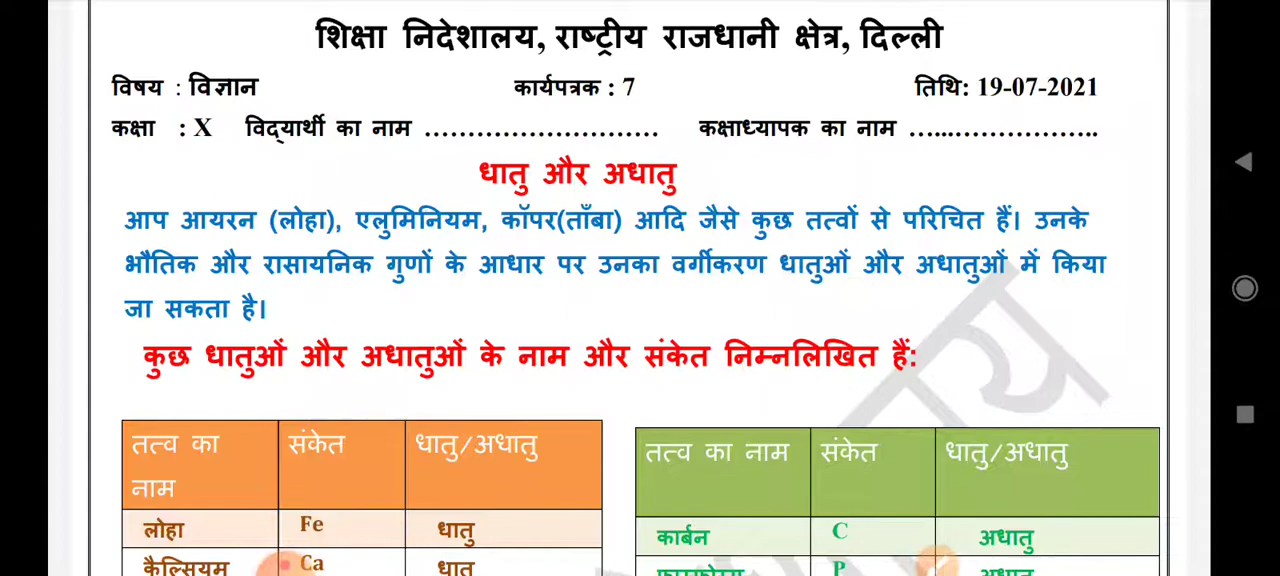 शिक्षा निदेशालय, राष्ट्रीय राजधानी क्षेत्र, दिल्ली
विषय : विज्ञान कार्यपत्रक : 7 तिथि: 19-07-2021
कक्षा : X विद्यार्थी का नाम ........................... कक्षाध्यापक का नाम ......................
धातु और अधातु
आप आयरन (लोहा), एलुमिनियम, कॉपर(ताँबा) आदि जैसे कुछ तत्वों से परिचित हैं। उनके
भौतिक और रासायनिक गुणों के आधार पर उनका वर्गीकरण धातुओं और अधातुओं में किया
जा सकता है।
कुछ धातुओं और अधातुओं के नाम और संकेत निम्नलिखित हैं:
तत्व का नाम संकेत धातु/अधातु
लोहा Fe धातु
कैल्सियम Ca धातु
तत्व का नाम संकेत धातु/अधातु
कार्बन C अधातु
P अधातु